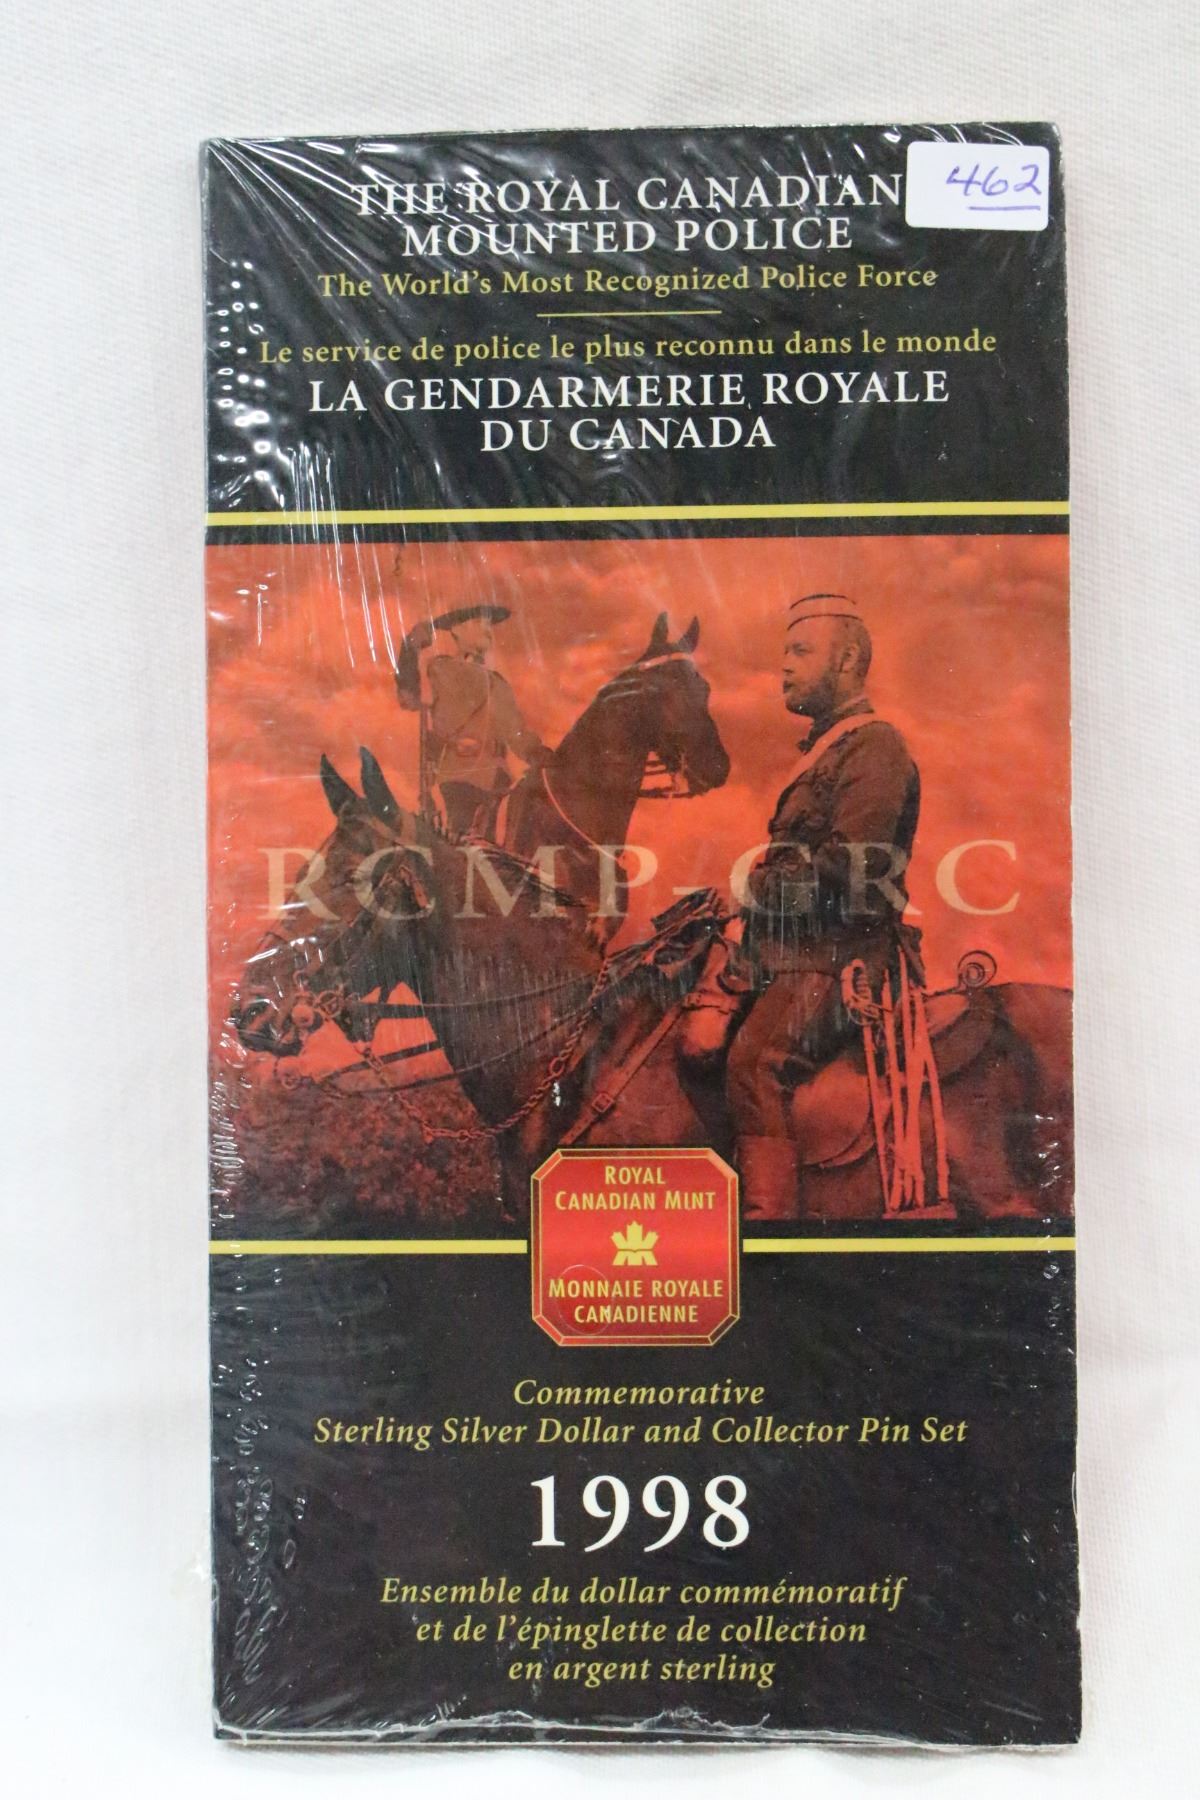 462
THE ROYAL CANADIAN
MOUNTED POLICE
The World's Most Recognized Police Force
Le service de police le plus reconnu dans le monde
LA GENDARMERIE ROYALE
DU CANADA
RCMP-GRC
ROYAL
CANADIAN MINT
MONNAIE ROYALE
CANADIENNE
Commemorative
Sterling Silver Dollar and Collector Pin Set
1998
Ensemble du dollar commémoratif
et de l'épinglette de collection
en argent sterling